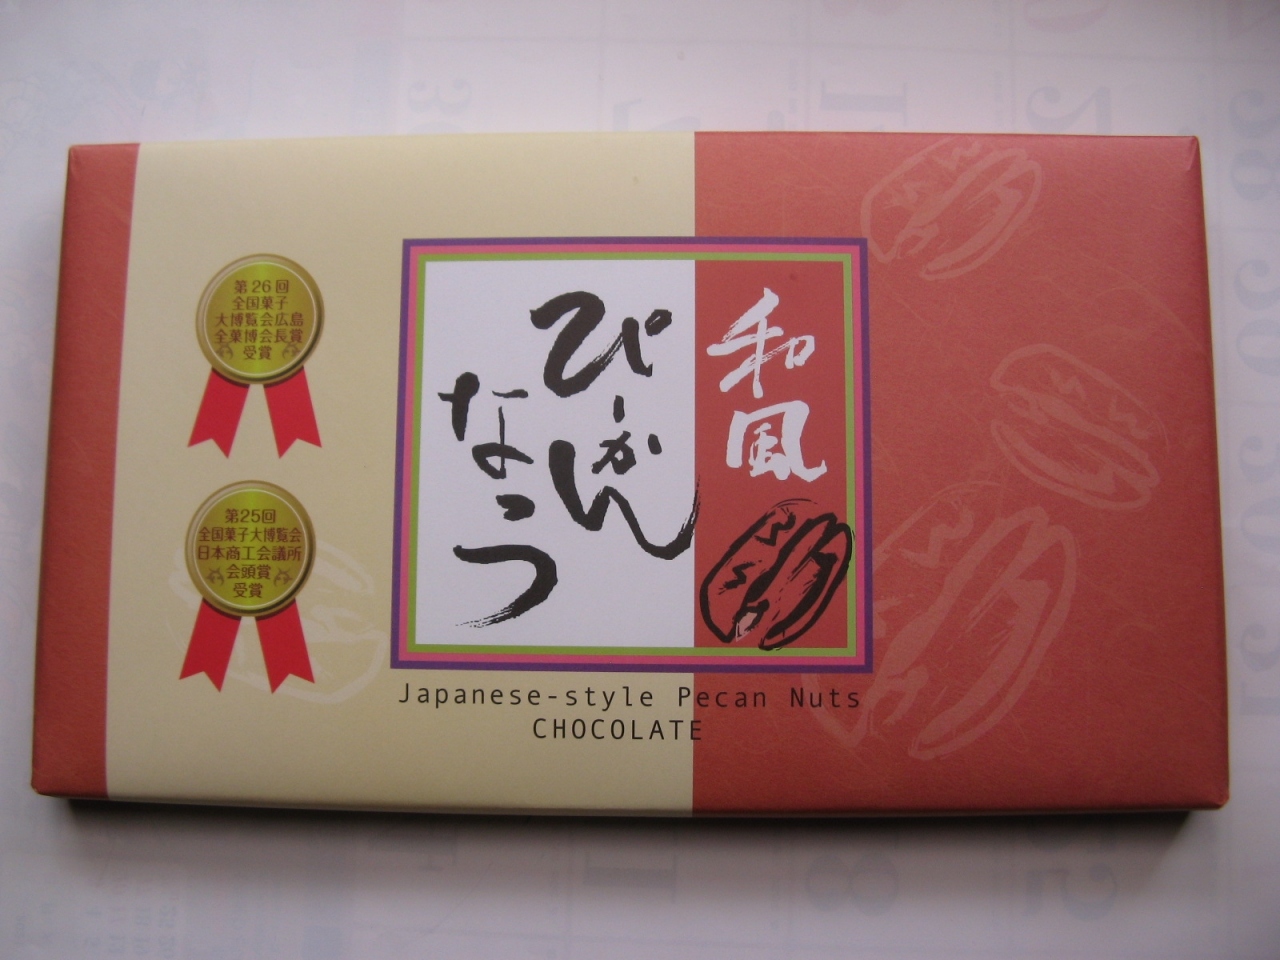 第26回
全国菓子
大博覧会広島
全菓博会長賞
受賞
第25回
全国菓子大博覧会
日本商工会議所
会頭賞
受賞
和風
ぴーかん
なっつ
Japanese-style Pecan Nuts
CHOCOLATE